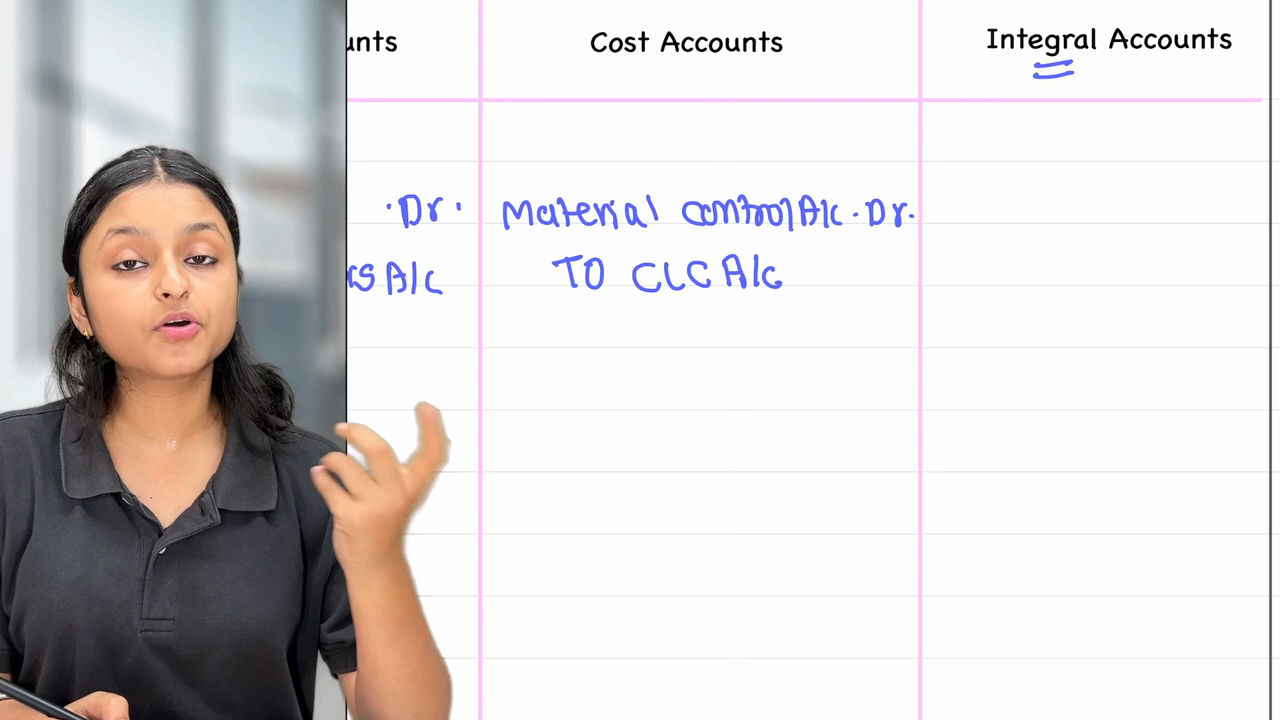 unts Cost Accounts Integral Accounts
·Dr· Material control A/c · Dr.
A/c TO CLC A/c